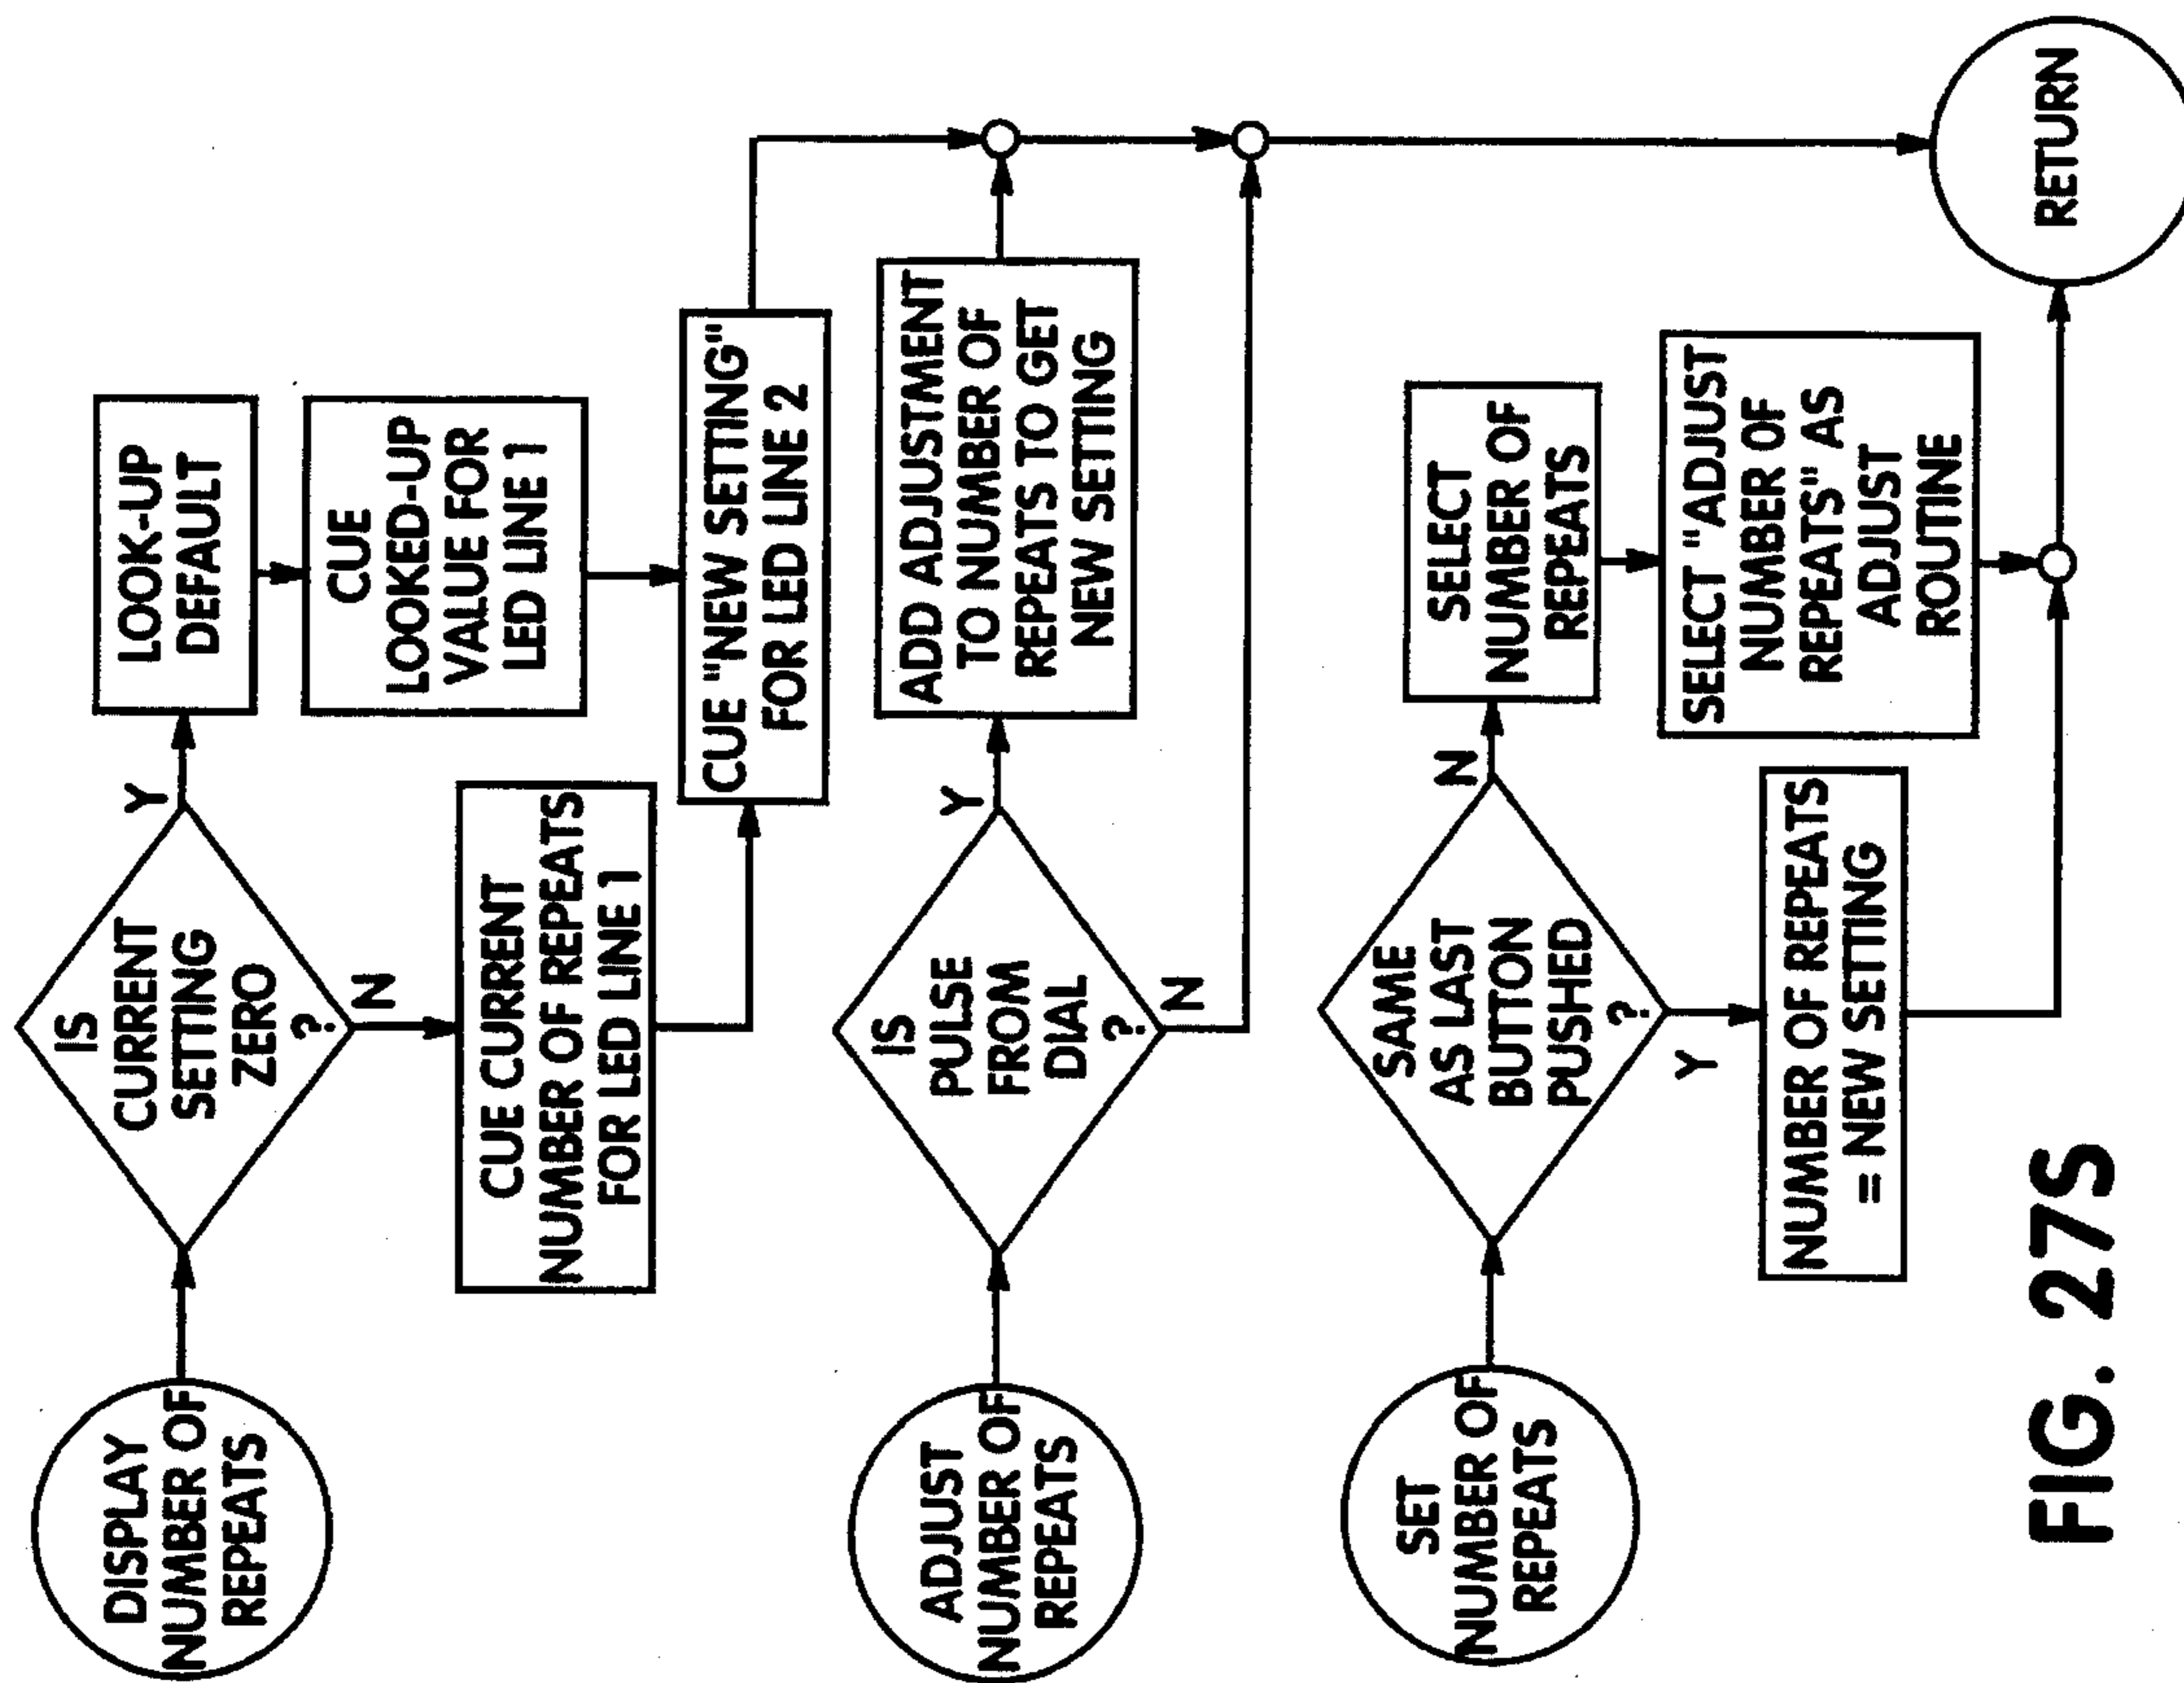 DISPLAY
NUMBER OF
REPEATS
IS
CURRENT
SETTING
ZERO
?
Y
N
LOOK-UP
DEFAULT
CUE
LOOKED-UP
VALUE FOR
LED LINE 1
CUE CURRENT
NUMBER OF REPEATS
FOR LED LINE 1
CUE "NEW SETTING"
FOR LED LINE 2
ADJUST
NUMBER OF
REPEATS
IS
PULSE
FROM
DIAL
?
Y
N
ADD ADJUSTMENT
TO NUMBER OF
REPEATS TO GET
NEW SETTING
SET
NUMBER OF
REPEATS
SAME
AS LAST
BUTTON
PUSHED
?
N
Y
SELECT
NUMBER OF
REPEATS
SELECT "ADJUST
NUMBER OF
REPEATS" AS
ADJUST
ROUTINE
NUMBER OF REPEATS
= NEW SETTING
RETURN
FIG. 27S